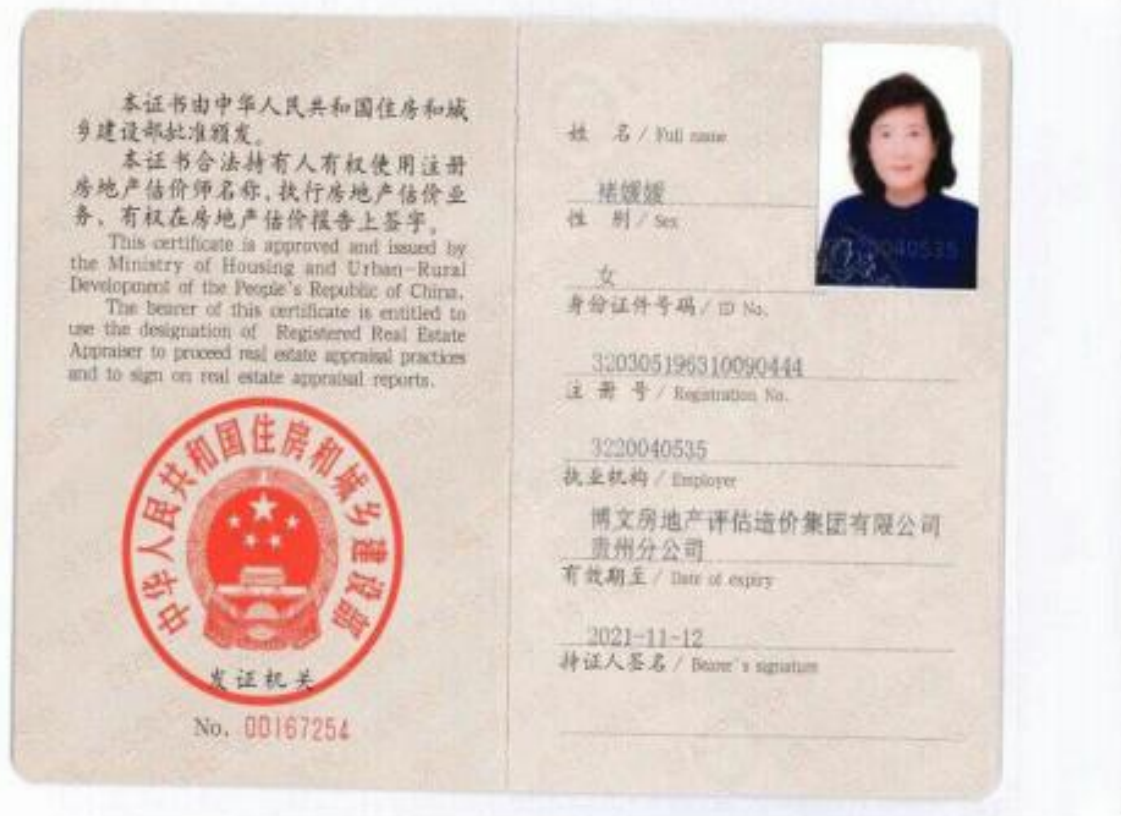 本证书由中华人民共和国住房和城
乡建设部批准颁发。
本证书合法持有人有权使用注册
房地产估价师名称,执行房地产估价业
务,有权在房地产估价报告上签字。
This certificate is approved and issued by
the Ministry of Housing and Urban-Rural
Development of the People's Republic of China.
The bearer of this certificate is entitled to
use the designation of Registered Real Estate
Appraiser to proceed real estate appraisal practices
and to sign on real estate appraisal reports.
中华人民共和国住房和城乡建设部
发证机关
No. 00167254
姓 名 / Full name
褚媛媛
性 别 / Sex
女
身份证件号码 / ID No.
320305196310090444
注 册 号 / Registration No.
3220040535
执业机构 / Employer
博文房地产评估造价集团有限公司
贵州分公司
有效期至 / Date of expiry
2021-11-12
持证人签名 / Bearer's signature